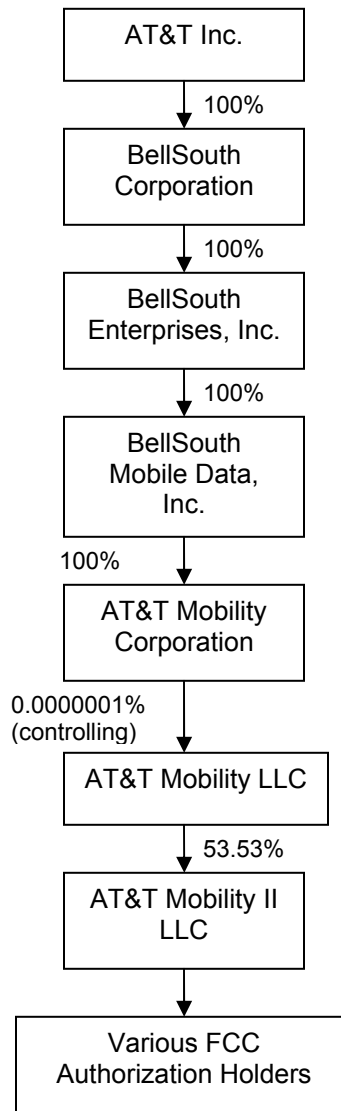 AT&T Inc.
100%
BellSouth
Corporation
100%
BellSouth
Enterprises, Inc.
100%
BellSouth
Mobile Data,
Inc.
100%
AT&T Mobility
Corporation
0.0000001%
(controlling)
AT&T Mobility LLC
53.53%
AT&T Mobility II
LLC
Various FCC
Authorization Holders